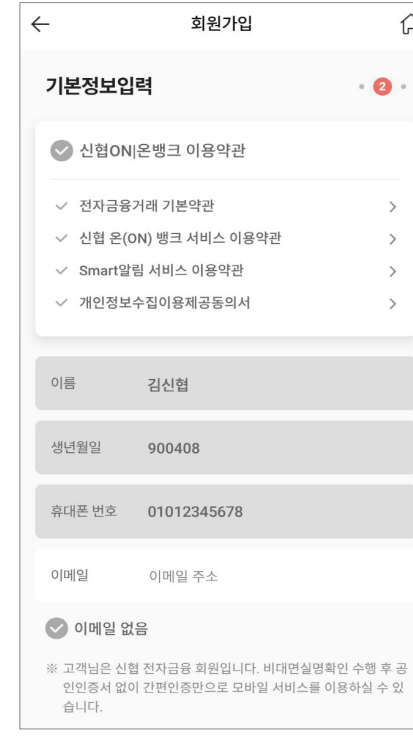 회원가입
기본정보입력
2
신협ON|온뱅크 이용약관
전자금융거래 기본약관
신협 온(ON) 뱅크 서비스 이용약관
Smart알림 서비스 이용약관
개인정보수집이용제공동의서
이름 김신협
생년월일 900408
휴대폰 번호 01012345678
이메일 이메일 주소
이메일 없음
※ 고객님은 신협 전자금융 회원입니다. 비대면실명확인 수행 후 공
인인증서 없이 간편인증만으로 모바일 서비스를 이용하실 수 있
습니다.